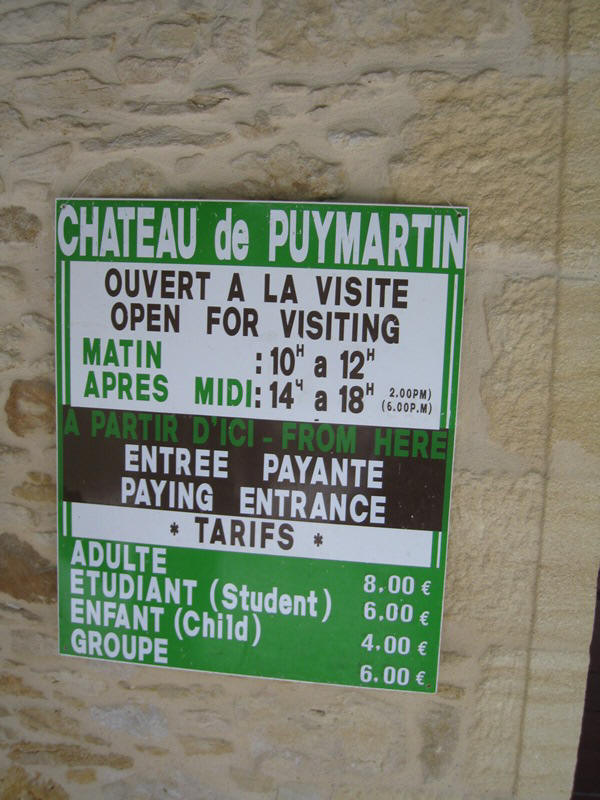 CHATEAU de PUYMARTIN
OUVERT A LA VISITE
OPEN FOR VISITING
MATIN : 10H a 12H
APRES MIDI : 14H a 18H 2.00PM) (6.00P.M)
A PARTIR D'ICI - FROM HERE
ENTREE PAYANTE
PAYING ENTRANCE
* TARIFS *
ADULTE 8,00 €
ETUDIANT (Student) 6,00 €
ENFANT (Child) 4.00 €
GROUPE 6.00 €